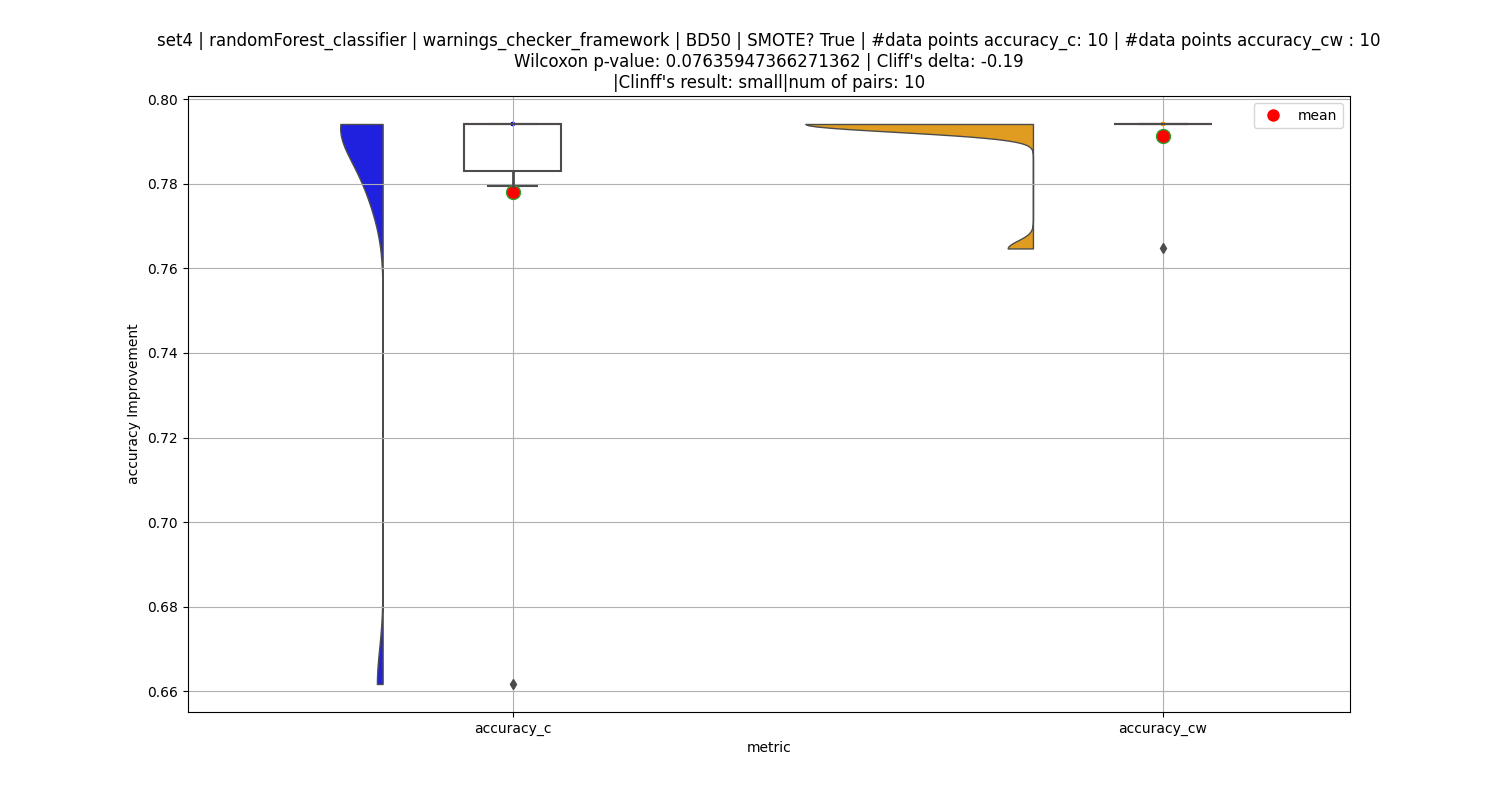 set4 | randomForest_classifier | warnings_checker_framework | BD50 | SMOTE? True | #data points accuracy_c: 10 | #data points accuracy_cw : 10
Wilcoxon p-value: 0.07635947366271362 | Cliff's delta: -0.19
|Clinff's result: small|num of pairs: 10
mean
0.80
0.78
0.76
0.74
0.72
0.70
0.68
0.66
accuracy Improvement
accuracy_c
accuracy_cw
metric